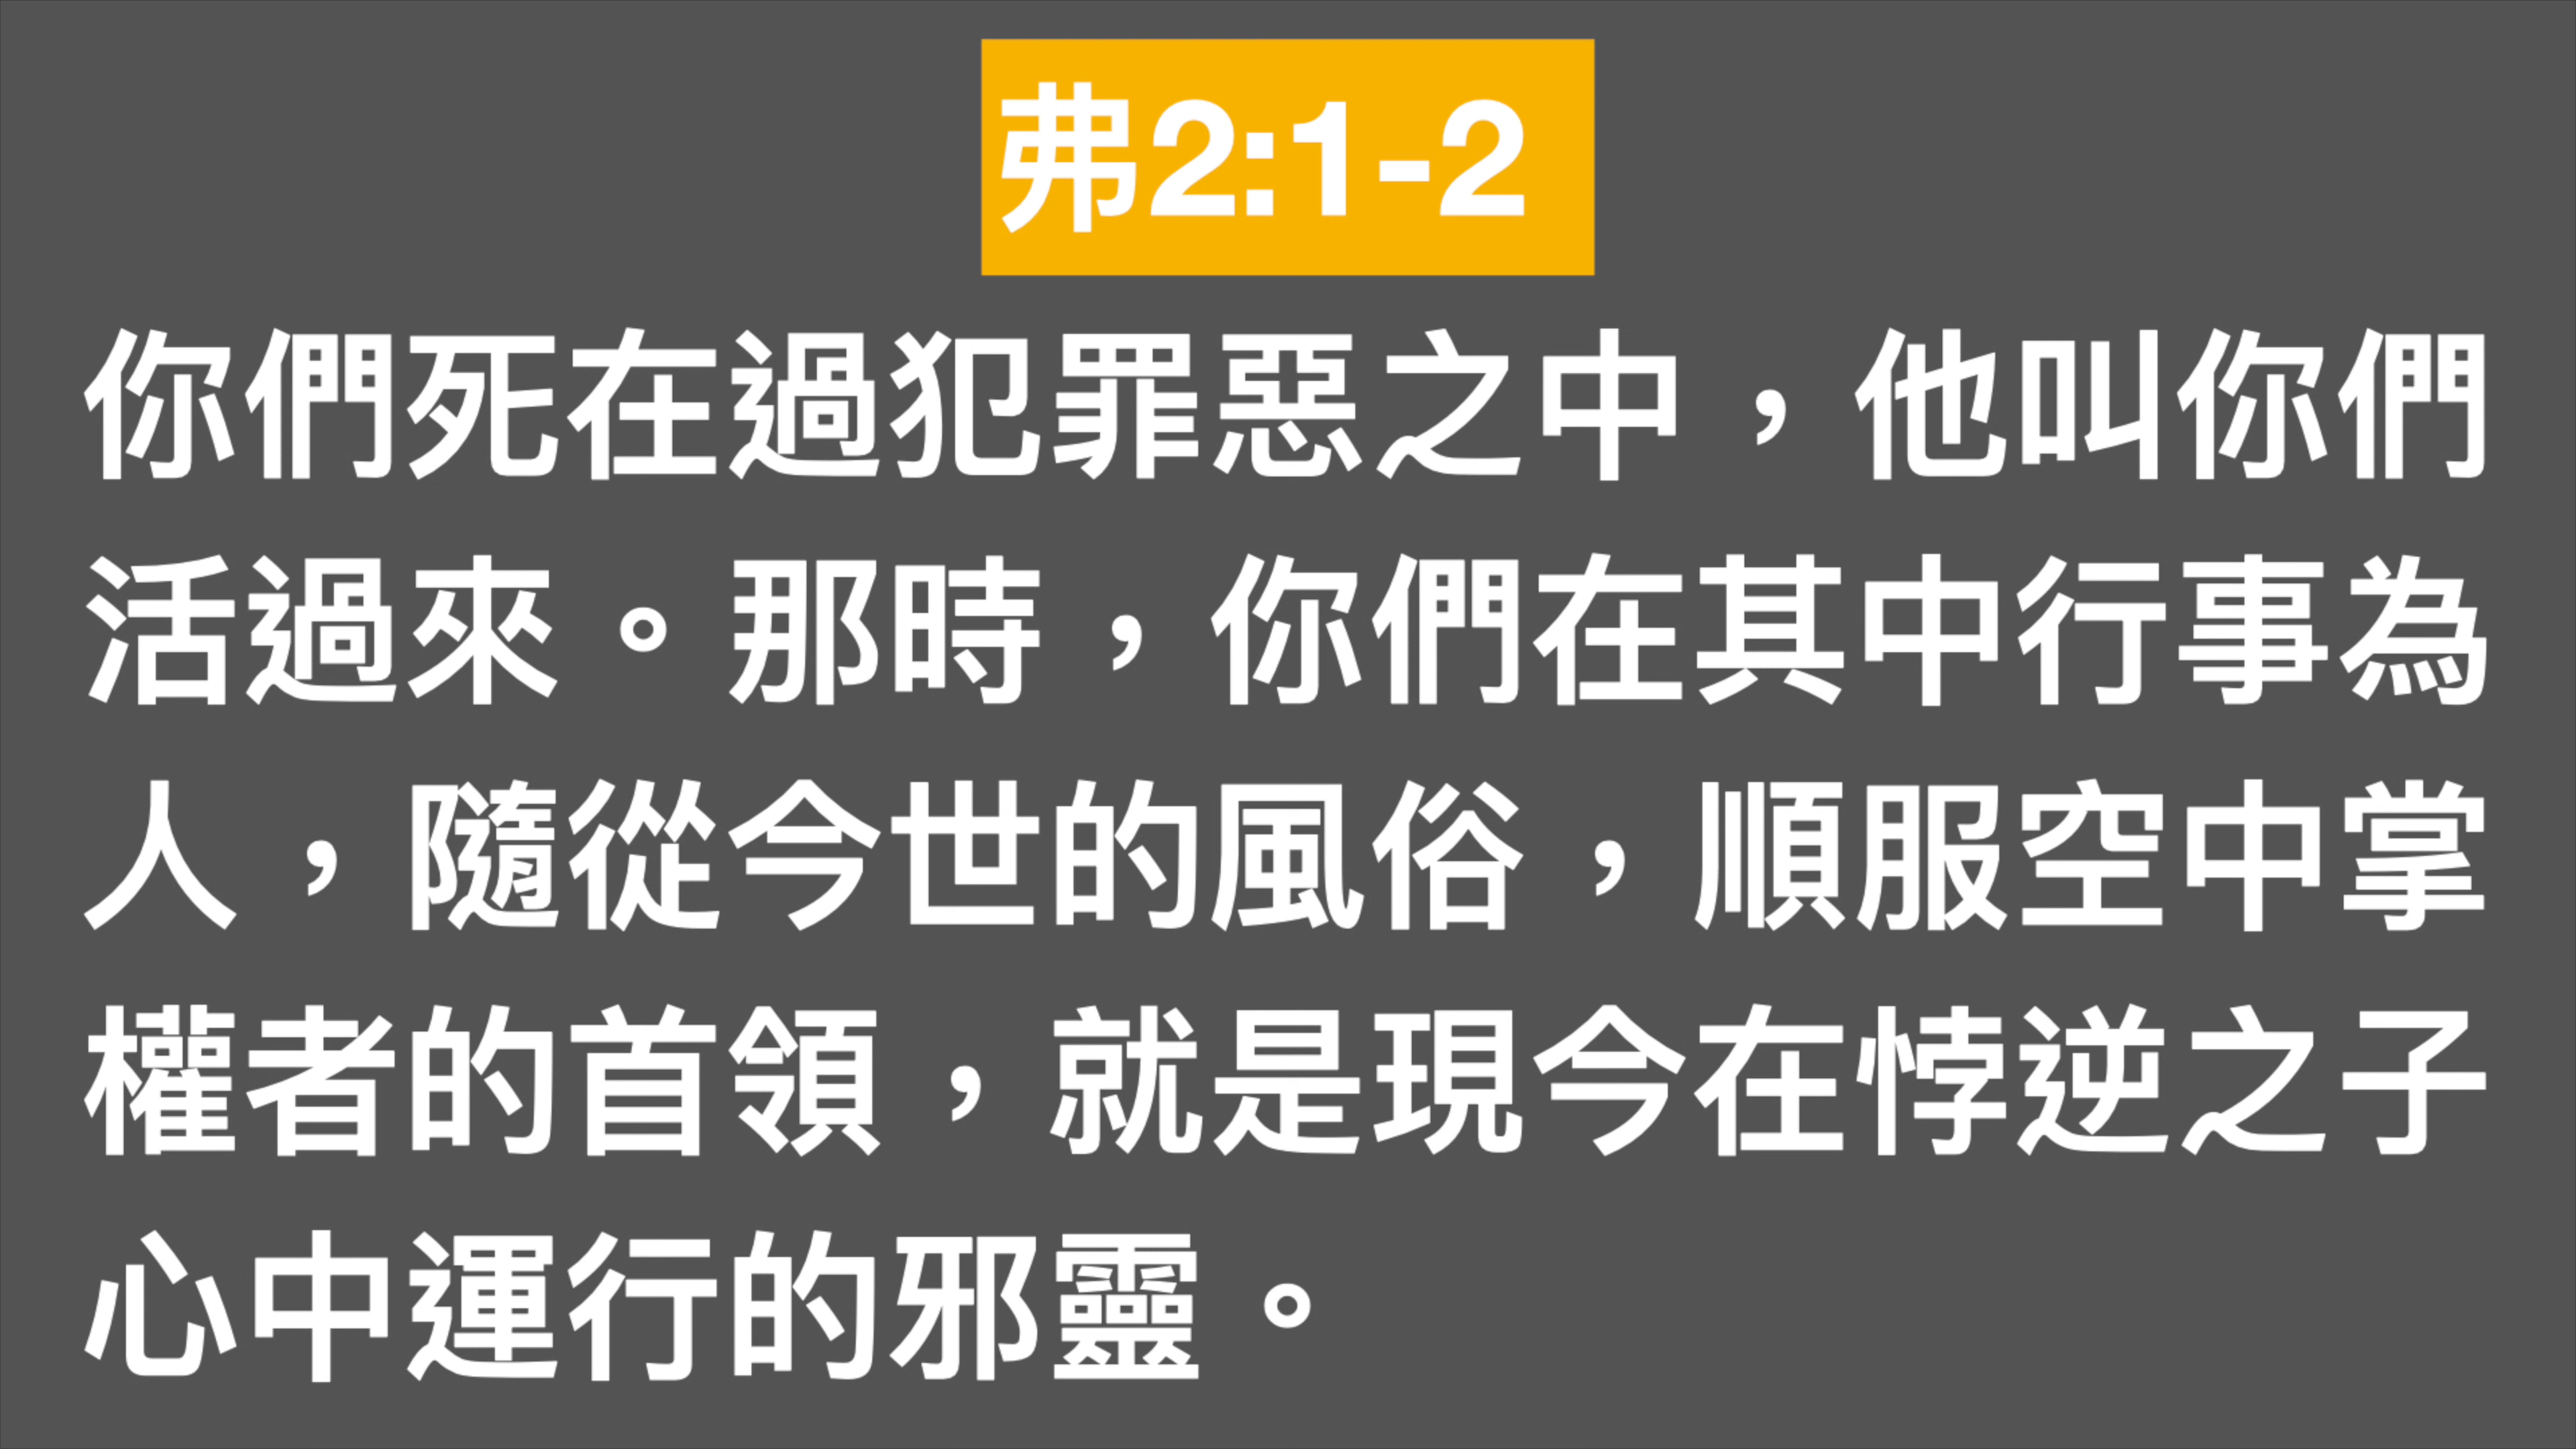 弗2:1-2
你們死在過犯罪惡之中，他叫你們
活過來。那時，你們在其中行事為
人，隨從今世的風俗，順服空中掌
權者的首領，就是現今在悖逆之子
心中運行的邪靈。